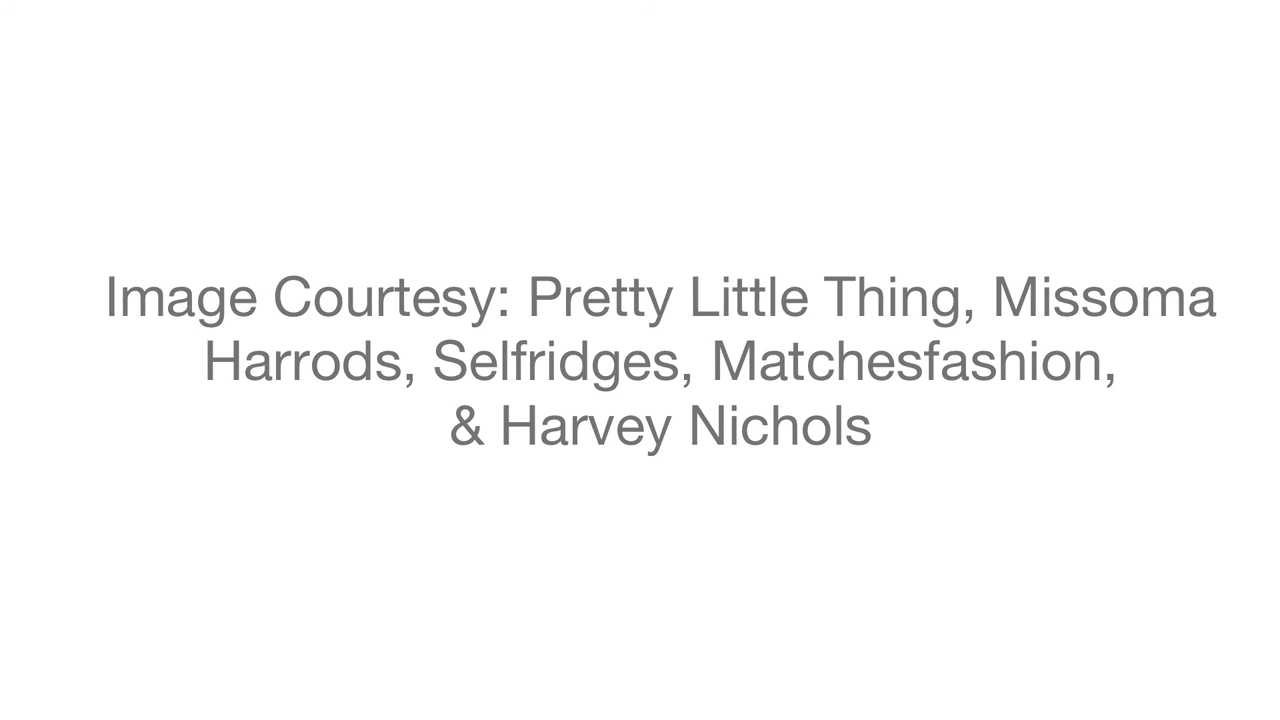 Image Courtesy: Pretty Little Thing, Missoma
Harrods, Selfridges, Matchesfashion,
& Harvey Nichols